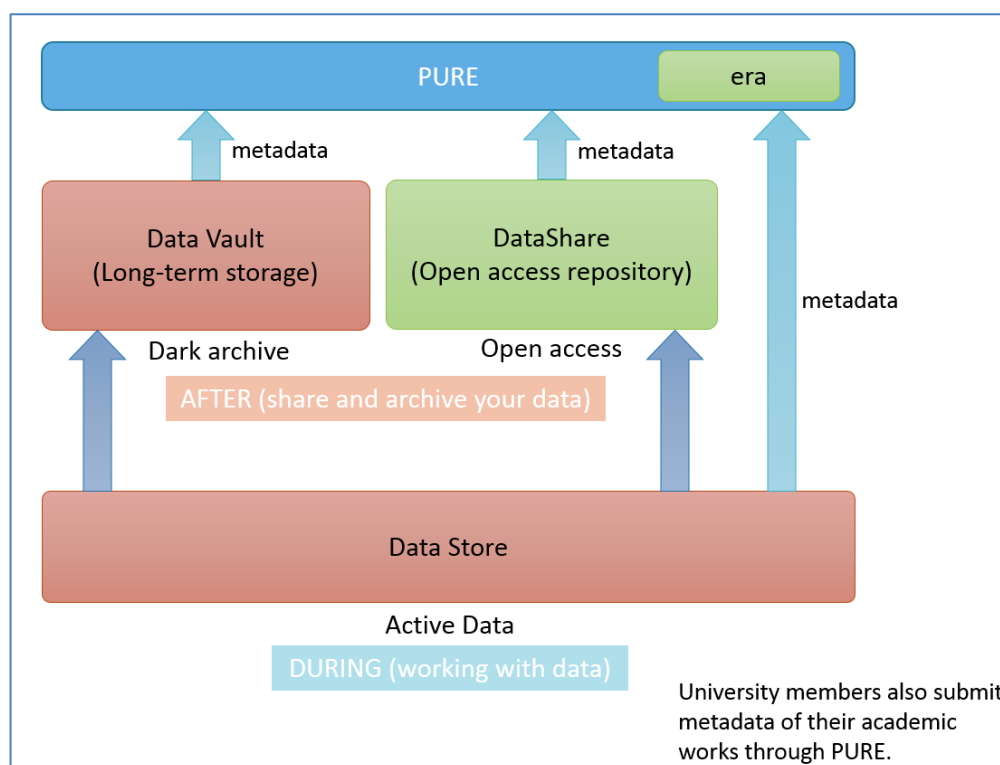 PURE
era
metadata
metadata
Data Vault
(Long-term storage)
DataShare
(Open access repository)
metadata
Dark archive
Open access
AFTER (share and archive your data)
Data Store
Active Data
DURING (working with data)
University members also submit
metadata of their academic
works through PURE.